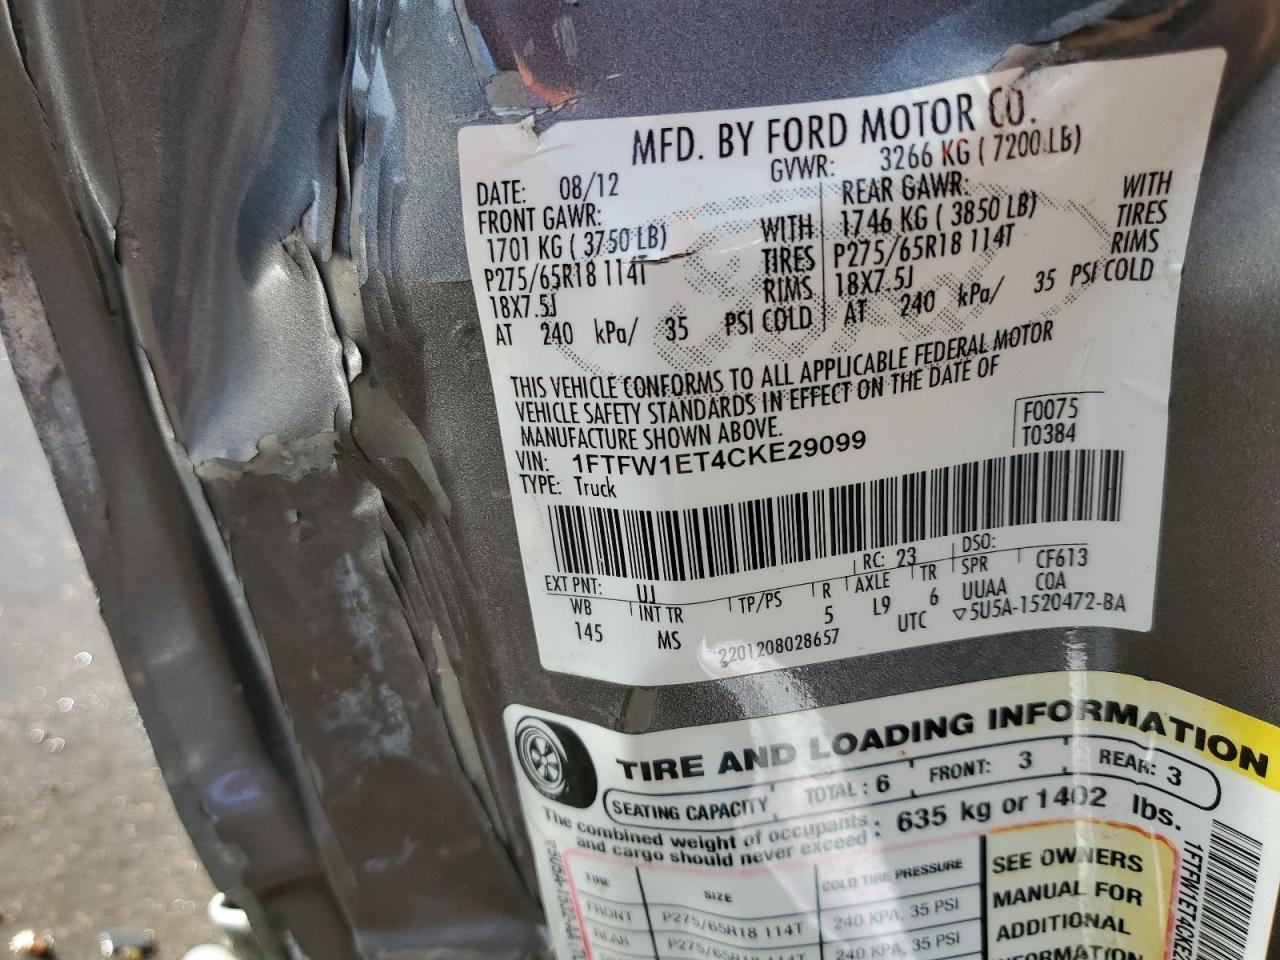 MFD. BY FORD MOTOR CO.
DATE: 08/12 GVWR: 3266 KG ( 7200 LB)
FRONT GAWR: REAR GAWR: WITH
1701 KG ( 3750 LB) WITH 1746 KG ( 3850 LB) TIRES
P275/65R18 114T TIRES P275/65R18 114T RIMS
18X7.5J RIMS 18X7.5J
AT 240 kPa/ 35 PSI COLD AT 240 kPa/ 35 PSI COLD
THIS VEHICLE CONFORMS TO ALL APPLICABLE FEDERAL MOTOR
VEHICLE SAFETY STANDARDS IN EFFECT ON THE DATE OF
MANUFACTURE SHOWN ABOVE.
F0075
T0384
VIN: 1FTFW1ET4CKE29099
TYPE: Truck
EXT PNT: UJ RC: 23 DSO:
WB INT TR TP/PS R AXLE TR SPR CF613
145 MS 5 L9 6 UUAA COA
2201208028657 UTC ▽5U5A-1520472-BA
TIRE AND LOADING INFORMATION
SEATING CAPACITY TOTAL: 6 FRONT: 3 REAR: 3
The combined weight of occupants
and cargo should never exceed : 635 kg or 1402 lbs.
TIRE SIZE COLD TIRE PRESSURE
FRONT P275/65R18 114T 240 KPA, 35 PSI
REAR P275/65R18 114T 240 KPA, 35 PSI
SEE OWNERS
MANUAL FOR
ADDITIONAL
INFORMATION
1FTFW1ET4CKE2